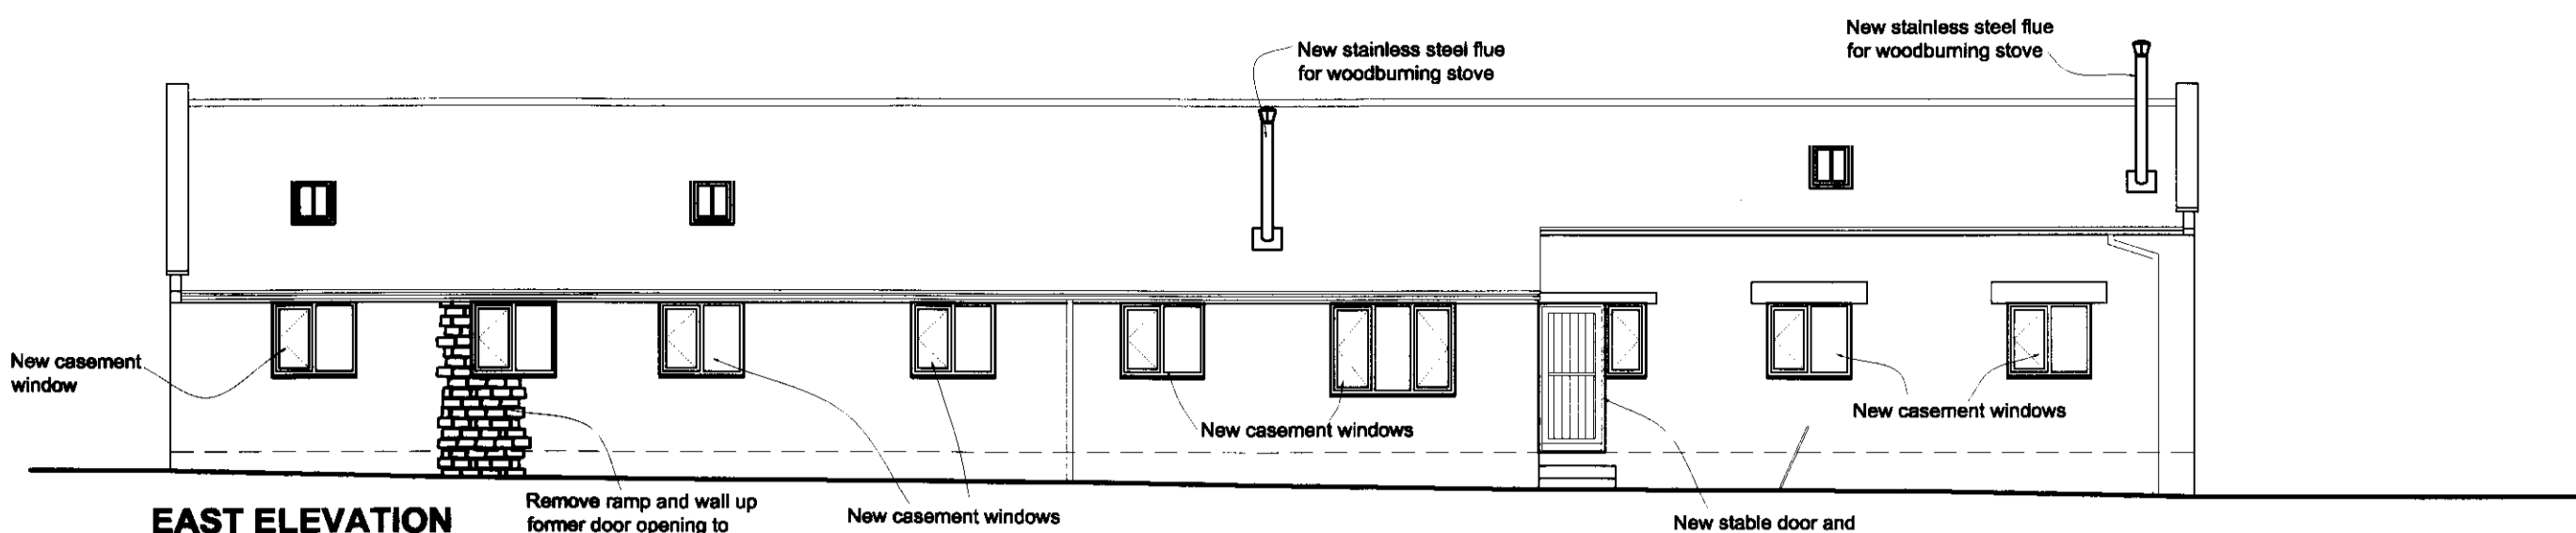 New stainless steel flue
for woodburning stove
New stainless steel flue
for woodburning stove
New casement
window
New casement windows
New casement windows
EAST ELEVATION
Remove ramp and wall up
former door opening to
New casement windows
New stable door and